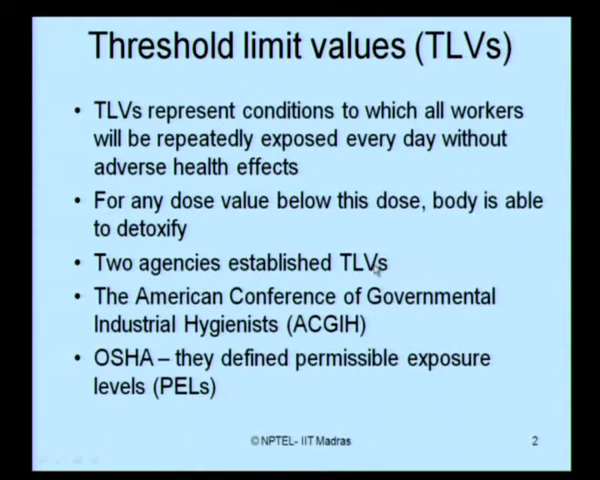 Threshold limit values (TLVs)
• TLVs represent conditions to which all workers
will be repeatedly exposed every day without
adverse health effects
• For any dose value below this dose, body is able
to detoxify
• Two agencies established TLVs
• The American Conference of Governmental
Industrial Hygienists (ACGIH)
• OSHA – they defined permissible exposure
levels (PELs)
© NPTEL- IIT Madras
2